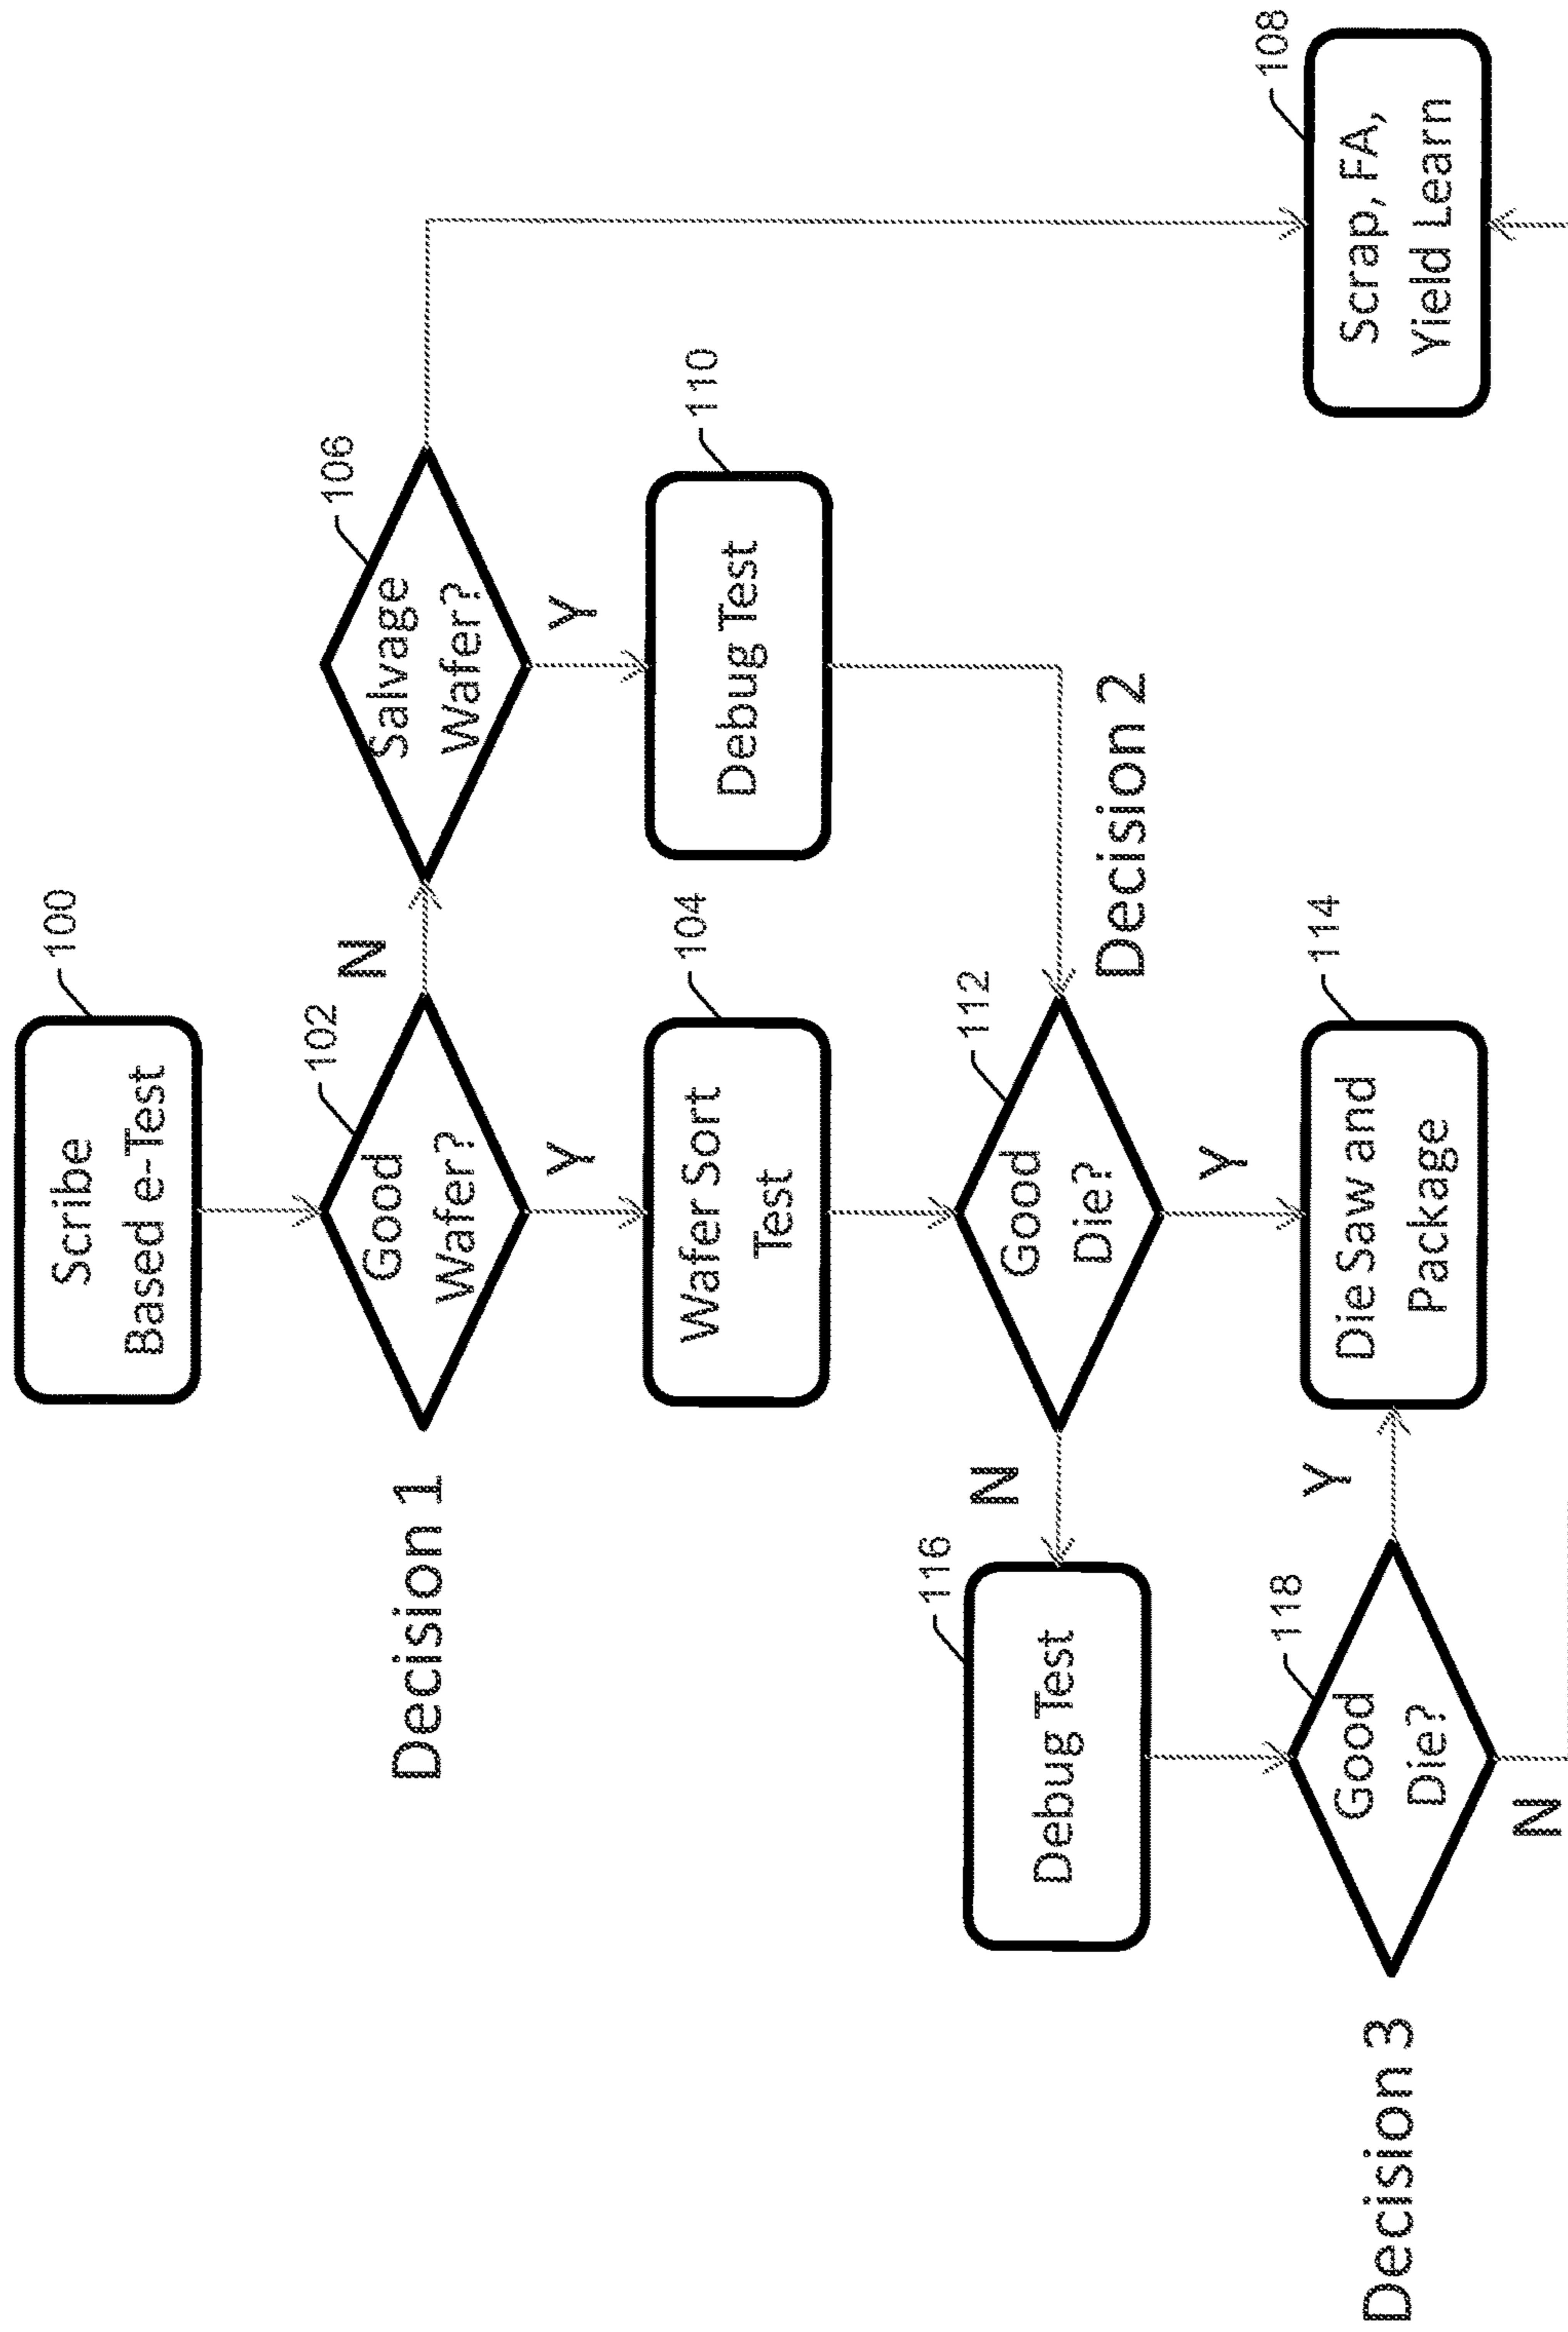 100
Scribe
Based e-Test
Decision 1
102
Good
Wafer?
N
106
Salvage
Wafer?
Y
Y
104
Wafer Sort
Test
110
Debug Test
112
Good
Die?
Decision 2
N
116
Debug Test
Y
Decision 3
118
Good
Die?
Y
114
Die Saw and
Package
108
Scrap, FA,
Yield Learn
N